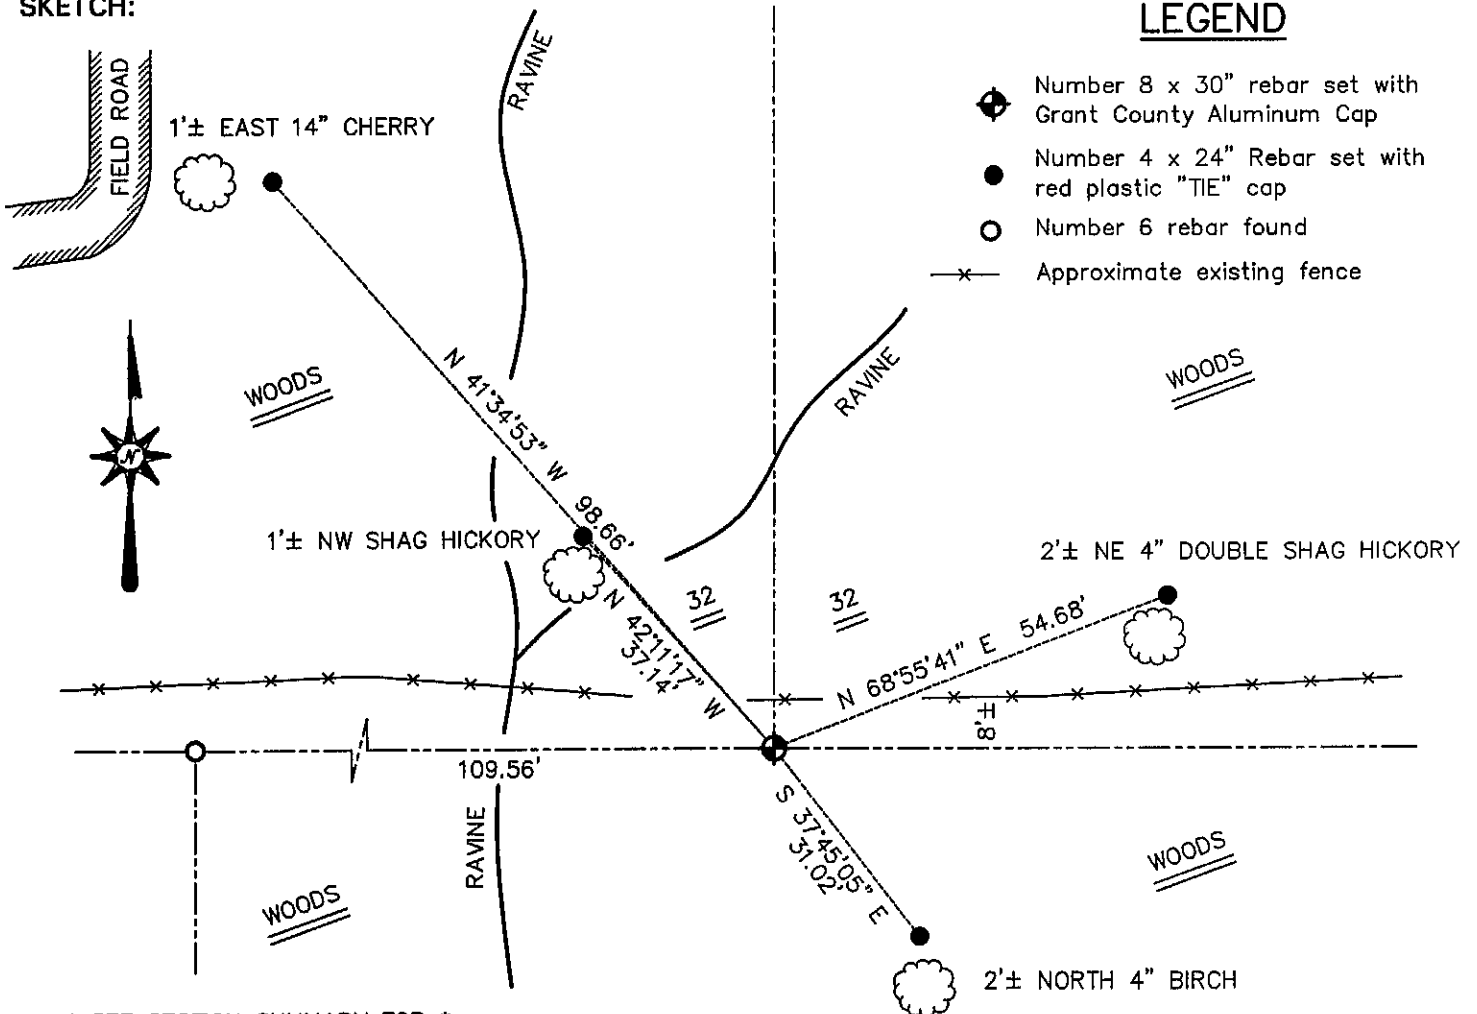 SKETCH:
LEGEND
Number 8 x 30" rebar set with
Grant County Aluminum Cap
Number 4 x 24" Rebar set with
red plastic "TIE" cap
Number 6 rebar found
Approximate existing fence
FIELD ROAD
1'± EAST 14" CHERRY
RAVINE
WOODS
N 41°34'53" W 98.66'
RAVINE
WOODS
N
1'± NW SHAG HICKORY
N 42°11'17" W
37.14'
32
32
2'± NE 4" DOUBLE SHAG HICKORY
N 68°55'41" E 54.68'
8'±
109.56'
RAVINE
S 37°45'05" E
31.02'
WOODS
WOODS
2'± NORTH 4" BIRCH